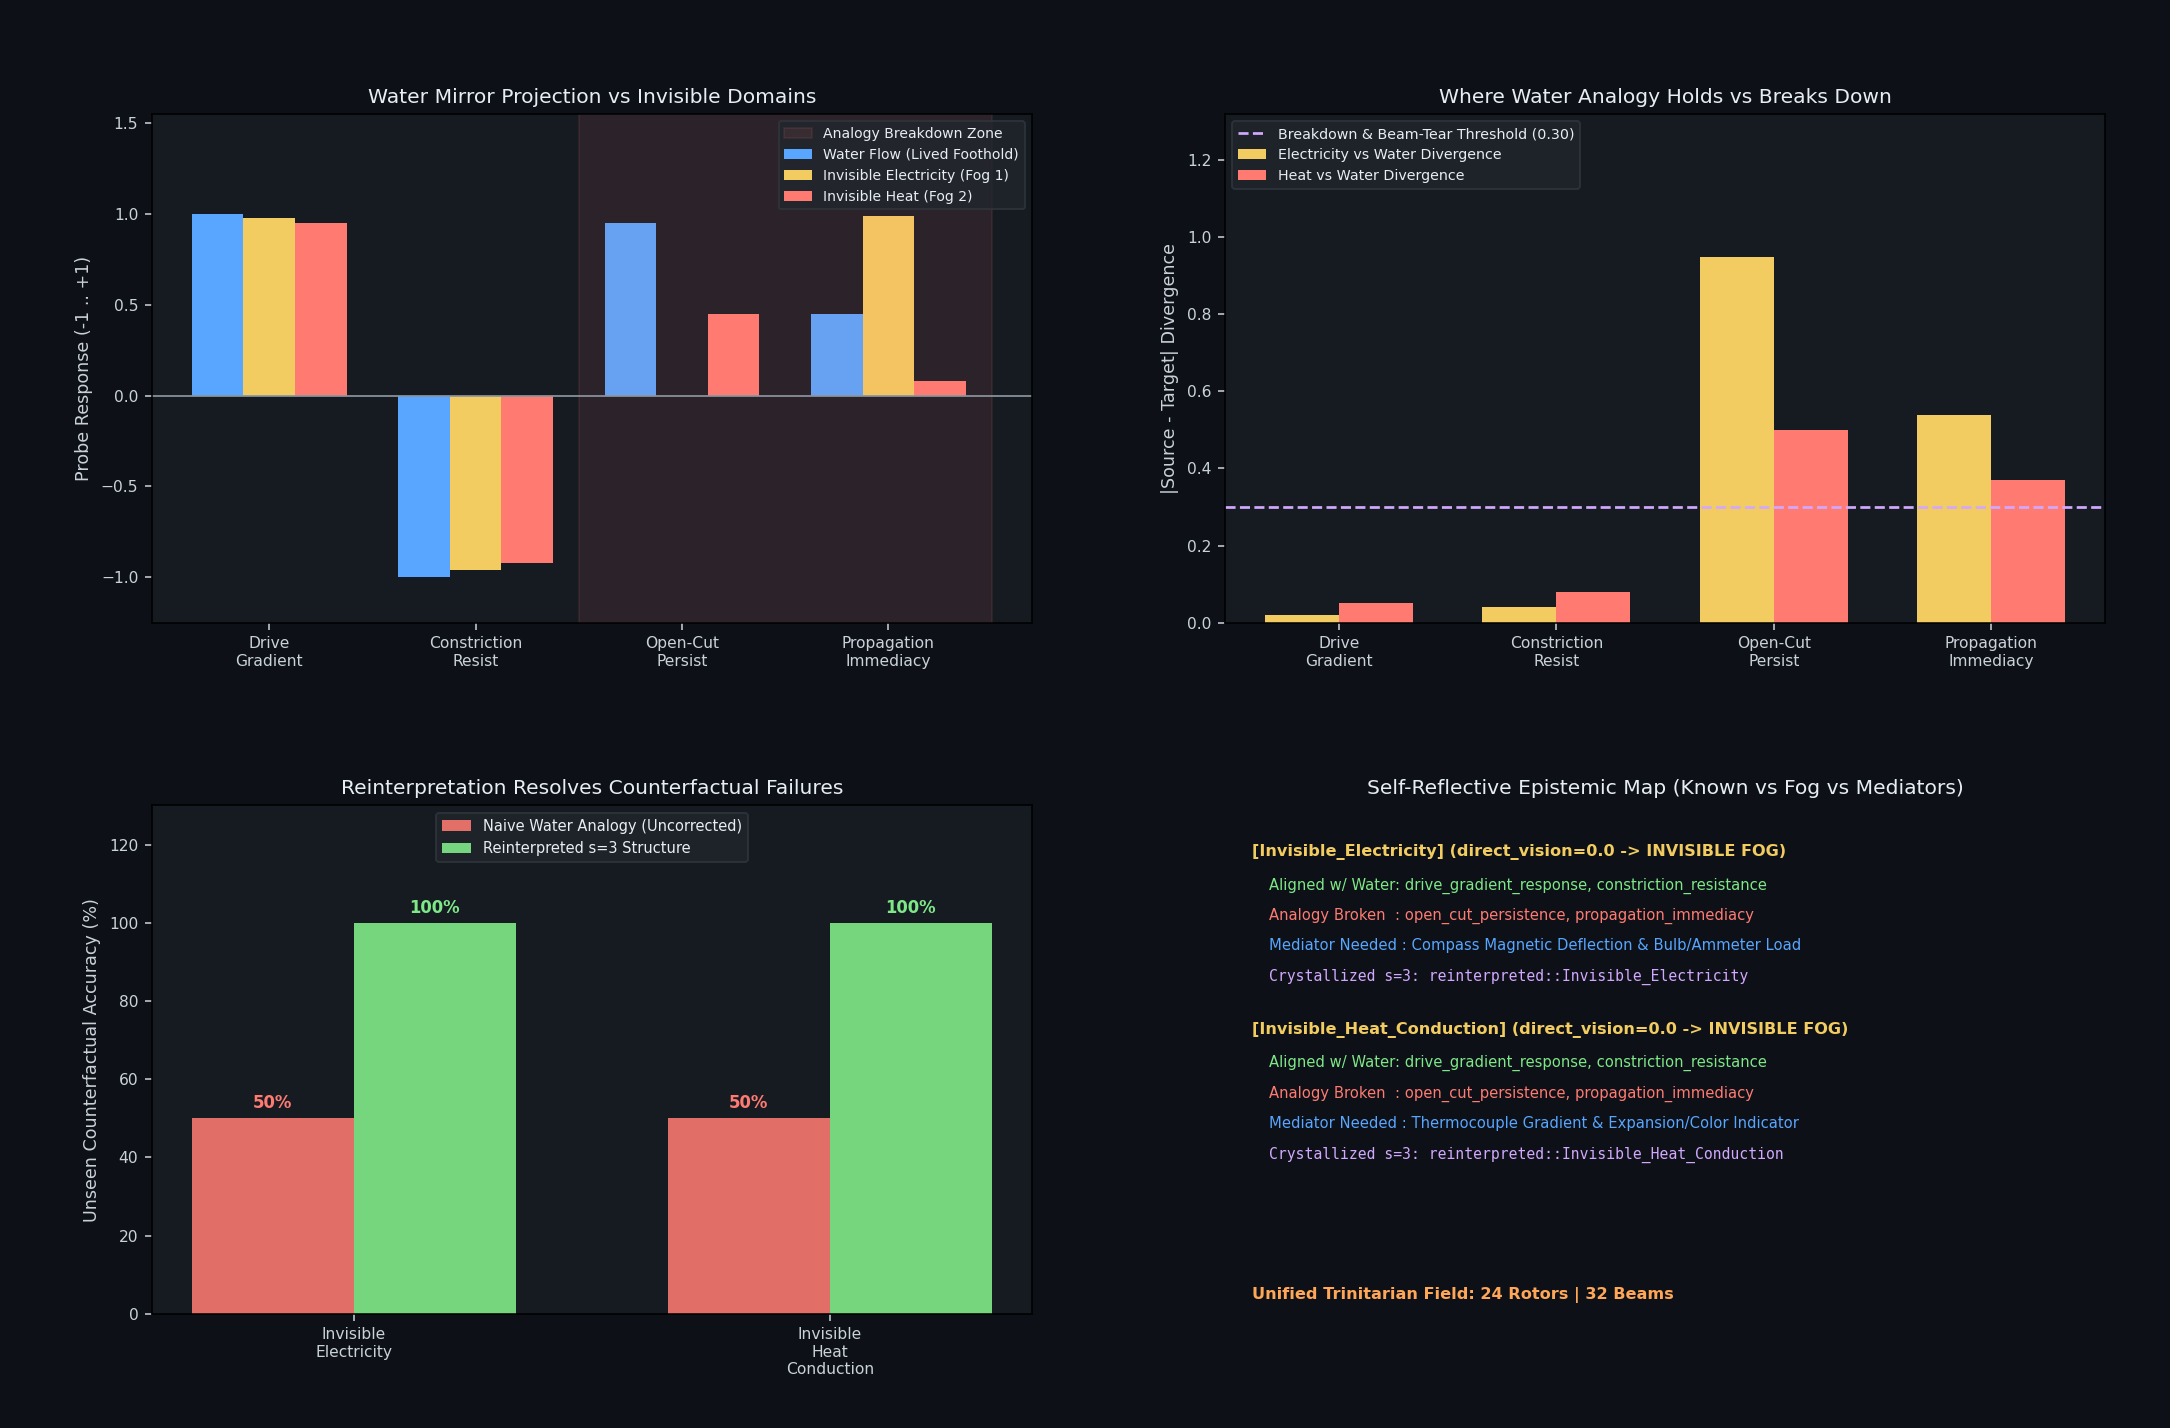 Water Mirror Projection vs Invisible Domains
Probe Response (-1 .. +1)
1.5
1.0
0.5
0.0
−0.5
−1.0
Analogy Breakdown Zone
Water Flow (Lived Foothold)
Invisible Electricity (Fog 1)
Invisible Heat (Fog 2)
Drive
Gradient
Constriction
Resist
Open-Cut
Persist
Propagation
Immediacy
Where Water Analogy Holds vs Breaks Down
|Source - Target| Divergence
1.2
1.0
0.8
0.6
0.4
0.2
0.0
Breakdown & Beam-Tear Threshold (0.30)
Electricity vs Water Divergence
Heat vs Water Divergence
Drive
Gradient
Constriction
Resist
Open-Cut
Persist
Propagation
Immediacy
Reinterpretation Resolves Counterfactual Failures
Unseen Counterfactual Accuracy (%)
120
100
80
60
40
20
0
Naive Water Analogy (Uncorrected)
Reinterpreted s=3 Structure
50%
100%
50%
100%
Invisible
Electricity
Invisible
Heat
Conduction
Self-Reflective Epistemic Map (Known vs Fog vs Mediators)
[Invisible_Electricity] (direct_vision=0.0 -> INVISIBLE FOG)
Aligned w/ Water: drive_gradient_response, constriction_resistance
Analogy Broken  : open_cut_persistence, propagation_immediacy
Mediator Needed : Compass Magnetic Deflection & Bulb/Ammeter Load
Crystallized s=3: reinterpreted::Invisible_Electricity
[Invisible_Heat_Conduction] (direct_vision=0.0 -> INVISIBLE FOG)
Aligned w/ Water: drive_gradient_response, constriction_resistance
Analogy Broken  : open_cut_persistence, propagation_immediacy
Mediator Needed : Thermocouple Gradient & Expansion/Color Indicator
Crystallized s=3: reinterpreted::Invisible_Heat_Conduction
Unified Trinitarian Field: 24 Rotors | 32 Beams